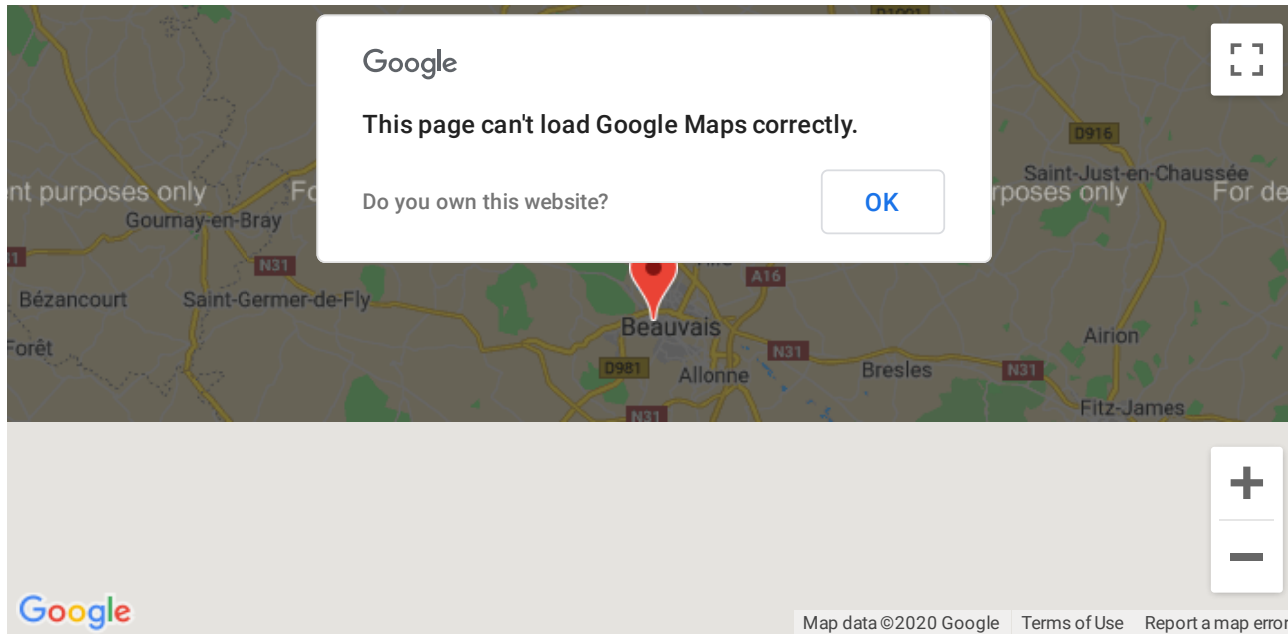 D1001
Google
This page can't load Google Maps correctly.
D916
Saint-Just-en-Chaussée
nt purposes only
Fo
Do you own this website?
OK
rposes only
For de
Gournay-en-Bray
31
N31
A16
Bézancourt
Saint-Germer-de-Fly
Beauvais
Airion
Forêt
N31
D981
Allonne
Bresles
N31
Fitz-James
N31
Google
Map data ©2020 Google
Terms of Use
Report a map error